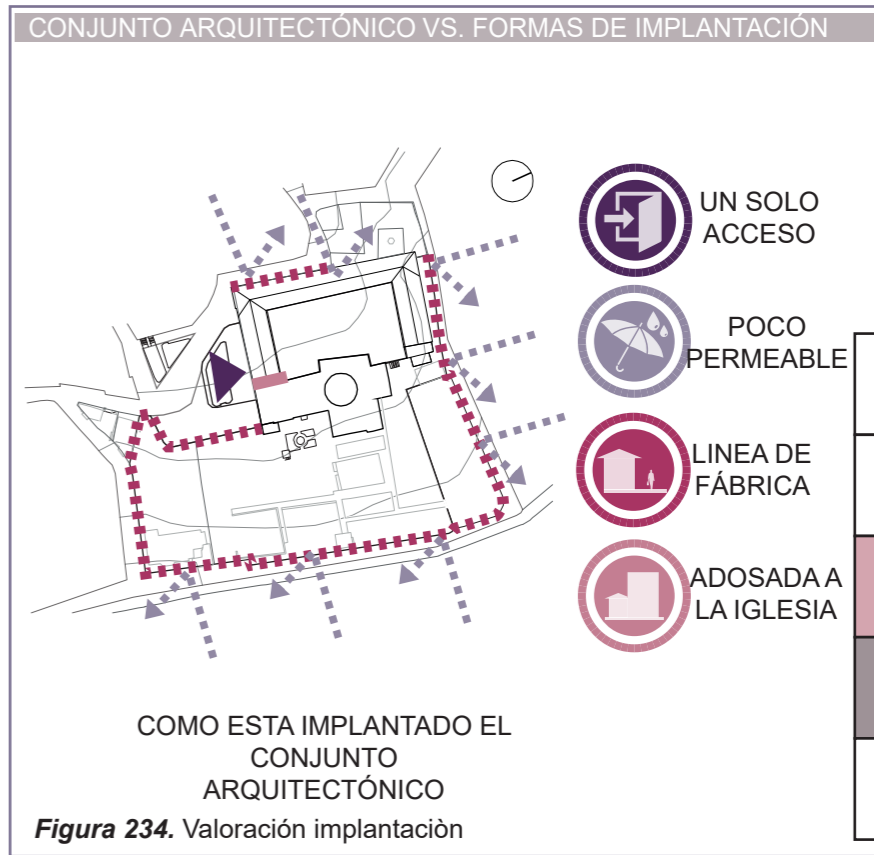 CONJUNTO ARQUITECTÓNICO VS. FORMAS DE IMPLANTACIÓN
UN SOLO
ACCESO
POCO
PERMEABLE
LINEA DE
FÁBRICA
ADOSADA A
LA IGLESIA
COMO ESTA IMPLANTADO EL
CONJUNTO
ARQUITECTÓNICO
Figura 234. Valoración implantaciòn